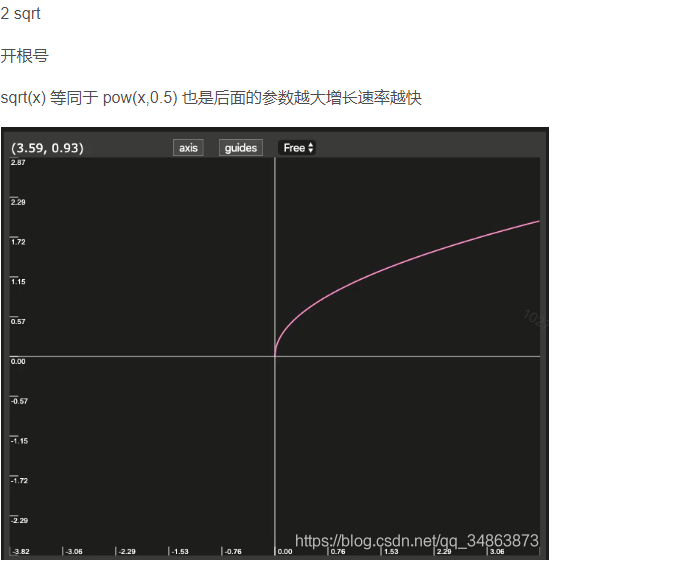 2 sqrt
开根号
sqrt(x) 等同于 pow(x,0.5) 也是后面的参数越大增长速率越快
(3.59, 0.93) axis guides Free
2.87
2.29
1.72
1.15
0.57
0.00
-0.57
-1.15
-1.72
-2.29
-3.82 -3.06 -2.29 -1.53 -0.76 0.00 0.76 1.53 2.29 3.06
https://blog.csdn.net/qq_34863873